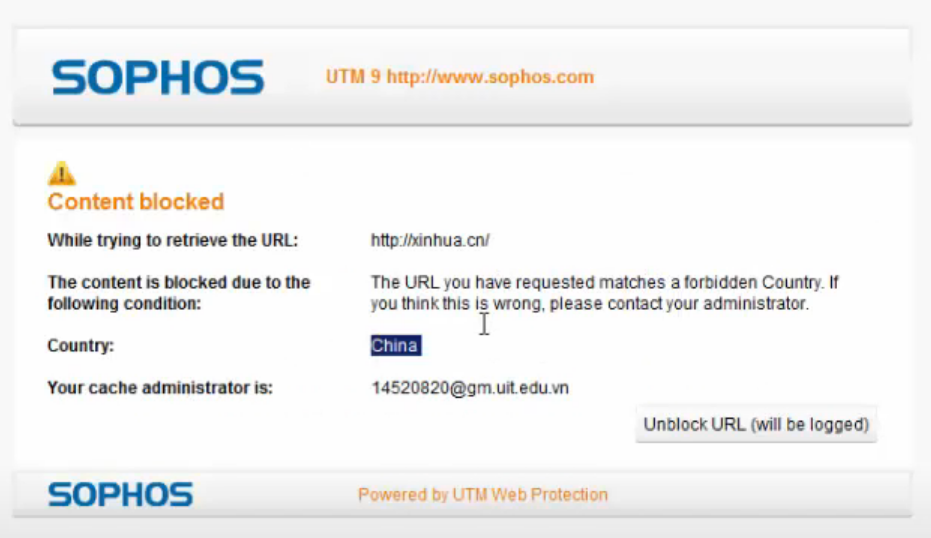 SOPHOS UTM 9 http://www.sophos.com
Content blocked
While trying to retrieve the URL: http://xinhua.cn/
The content is blocked due to the following condition: The URL you have requested matches a forbidden Country. If you think this is wrong, please contact your administrator.
Country: China
Your cache administrator is: 14520820@gm.uit.edu.vn
Unblock URL (will be logged)
SOPHOS Powered by UTM Web Protection